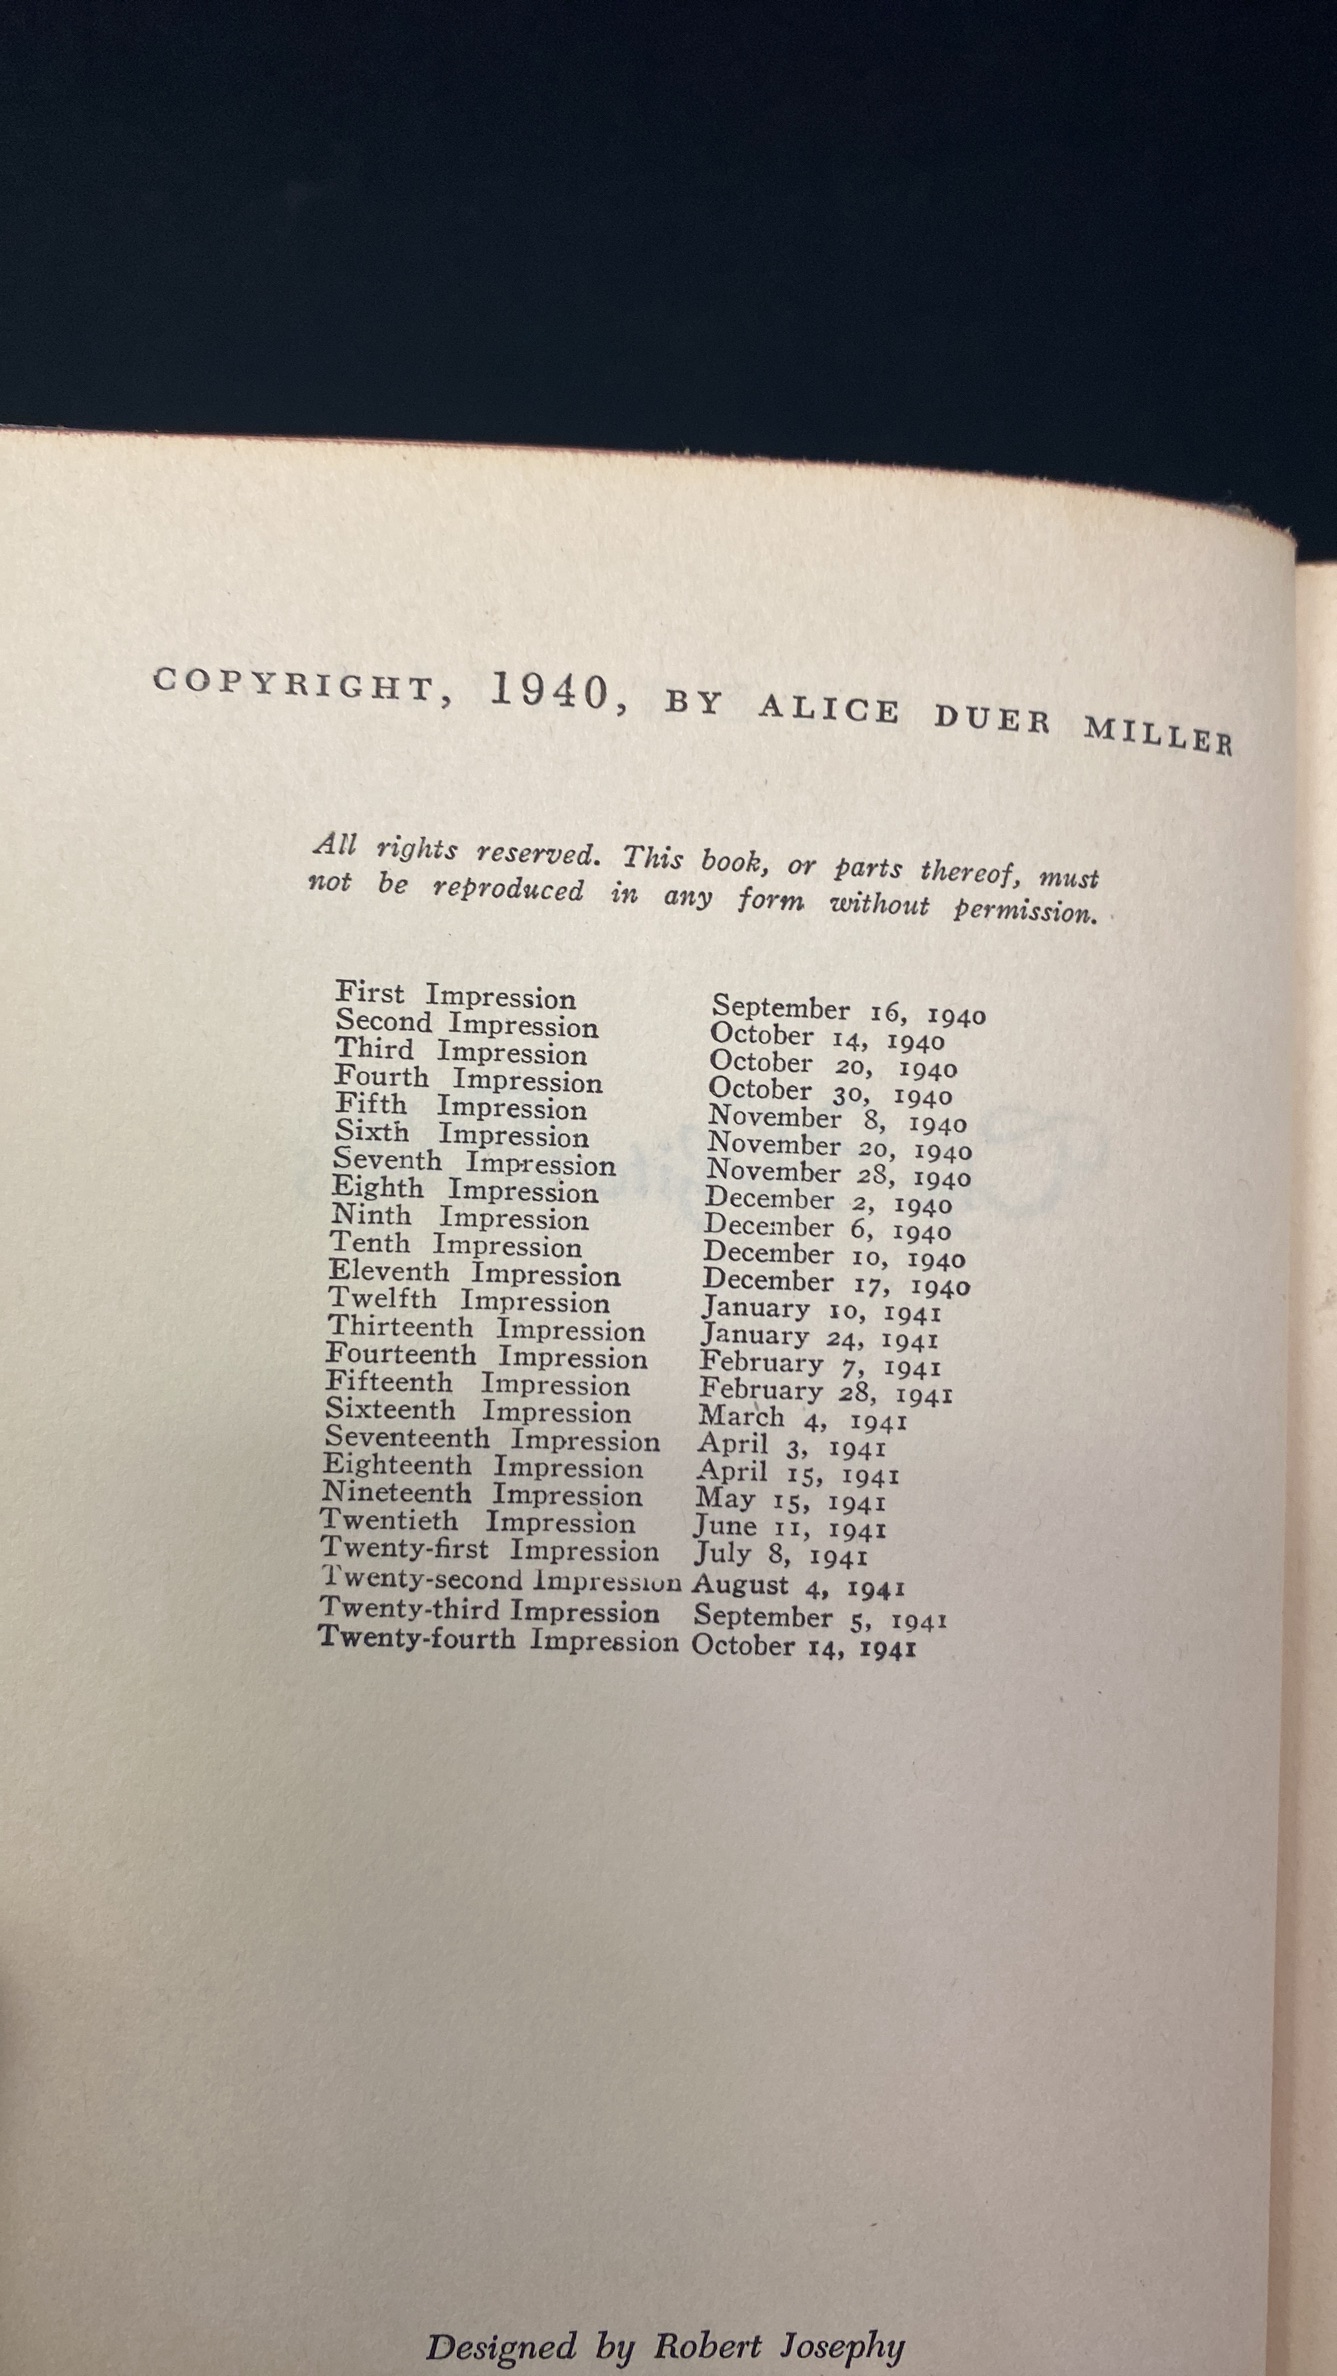 COPYRIGHT, 1940, BY ALICE DUER MILLER
All rights reserved. This book, or parts thereof, must
not be reproduced in any form without permission.
First Impression September 16, 1940
Second Impression October 14, 1940
Third Impression October 20, 1940
Fourth Impression October 30, 1940
Fifth Impression November 8, 1940
Sixth Impression November 20, 1940
Seventh Impression November 28, 1940
Eighth Impression December 2, 1940
Ninth Impression December 6, 1940
Tenth Impression December 10, 1940
Eleventh Impression December 17, 1940
Twelfth Impression January 10, 1941
Thirteenth Impression January 24, 1941
Fourteenth Impression February 7, 1941
Fifteenth Impression February 28, 1941
Sixteenth Impression March 4, 1941
Seventeenth Impression April 3, 1941
Eighteenth Impression April 15, 1941
Nineteenth Impression May 15, 1941
Twentieth Impression June 11, 1941
Twenty-first Impression July 8, 1941
Twenty-second Impression August 4, 1941
Twenty-third Impression September 5, 1941
Twenty-fourth Impression October 14, 1941
Designed by Robert Josephy